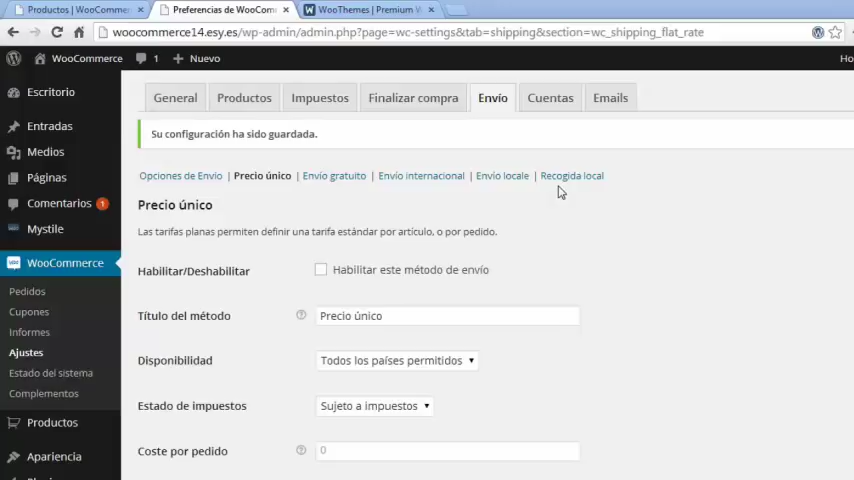 Productos | WooCommer
Preferencias de WooCom
WooThemes | Premium W
woocommerce14.esy.es/wp-admin/admin.php?page=wc-settings&tab=shipping&section=wc_shipping_flat_rate
WooCommerce 1 + Nuevo Ho
Escritorio
Entradas
Medios
Páginas
Comentarios 1
Mystile
WooCommerce
Pedidos
Cupones
Informes
Ajustes
Estado del sistema
Complementos
Productos
Apariencia
General Productos Impuestos Finalizar compra Envío Cuentas Emails
Su configuración ha sido guardada.
Opciones de Envío | Precio único | Envío gratuito | Envío internacional | Envío locale | Recogida local
Precio único
Las tarifas planas permiten definir una tarifa estándar por artículo, o por pedido.
Habilitar/Deshabilitar Habilitar este método de envío
Título del método ? Precio único
Disponibilidad Todos los países permitidos
Estado de impuestos Sujeto a impuestos
Coste por pedido ? 0